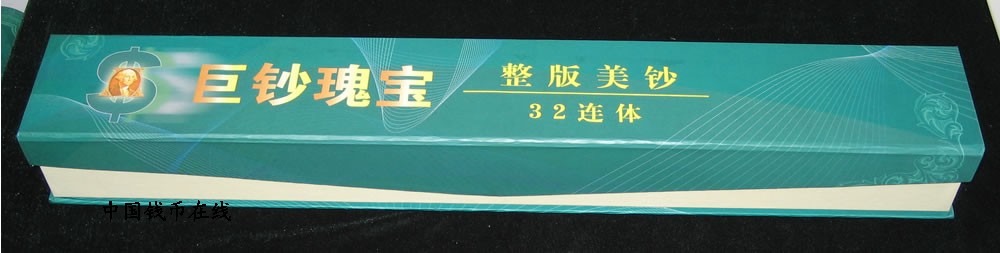 巨钞瑰宝
整版美钞
32连体
中国钱币在线